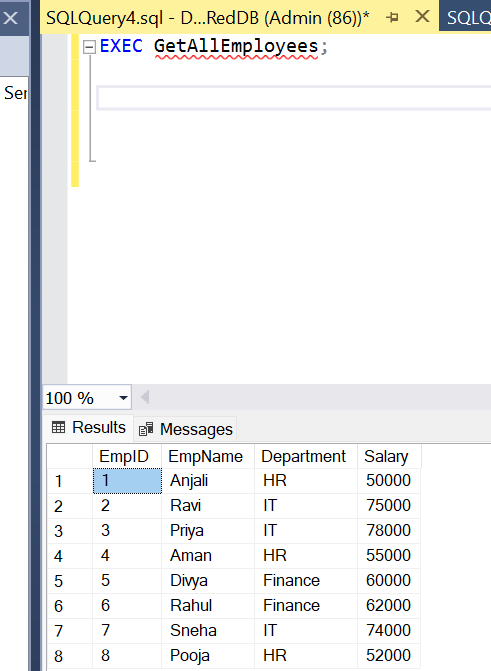 SQLQuery4.sql - D...RedDB (Admin (86))* SQLQ
EXEC GetAllEmployees;
Ser
100 %
Results Messages
EmpID EmpName Department Salary
1 1 Anjali HR 50000
2 2 Ravi IT 75000
3 3 Priya IT 78000
4 4 Aman HR 55000
5 5 Divya Finance 60000
6 6 Rahul Finance 62000
7 7 Sneha IT 74000
8 8 Pooja HR 52000